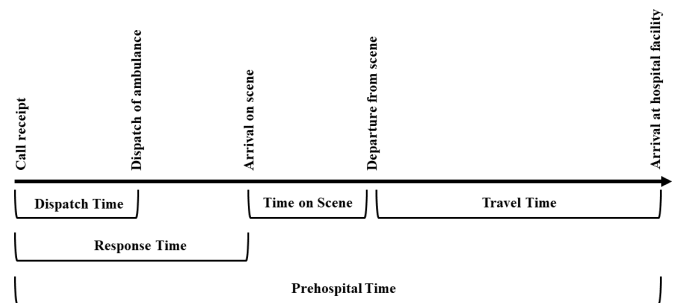 Call receipt
Dispatch of ambulance
Arrival on scene
Departure from scene
Arrival at hospital facility
Dispatch Time
Time on Scene
Travel Time
Response Time
Prehospital Time